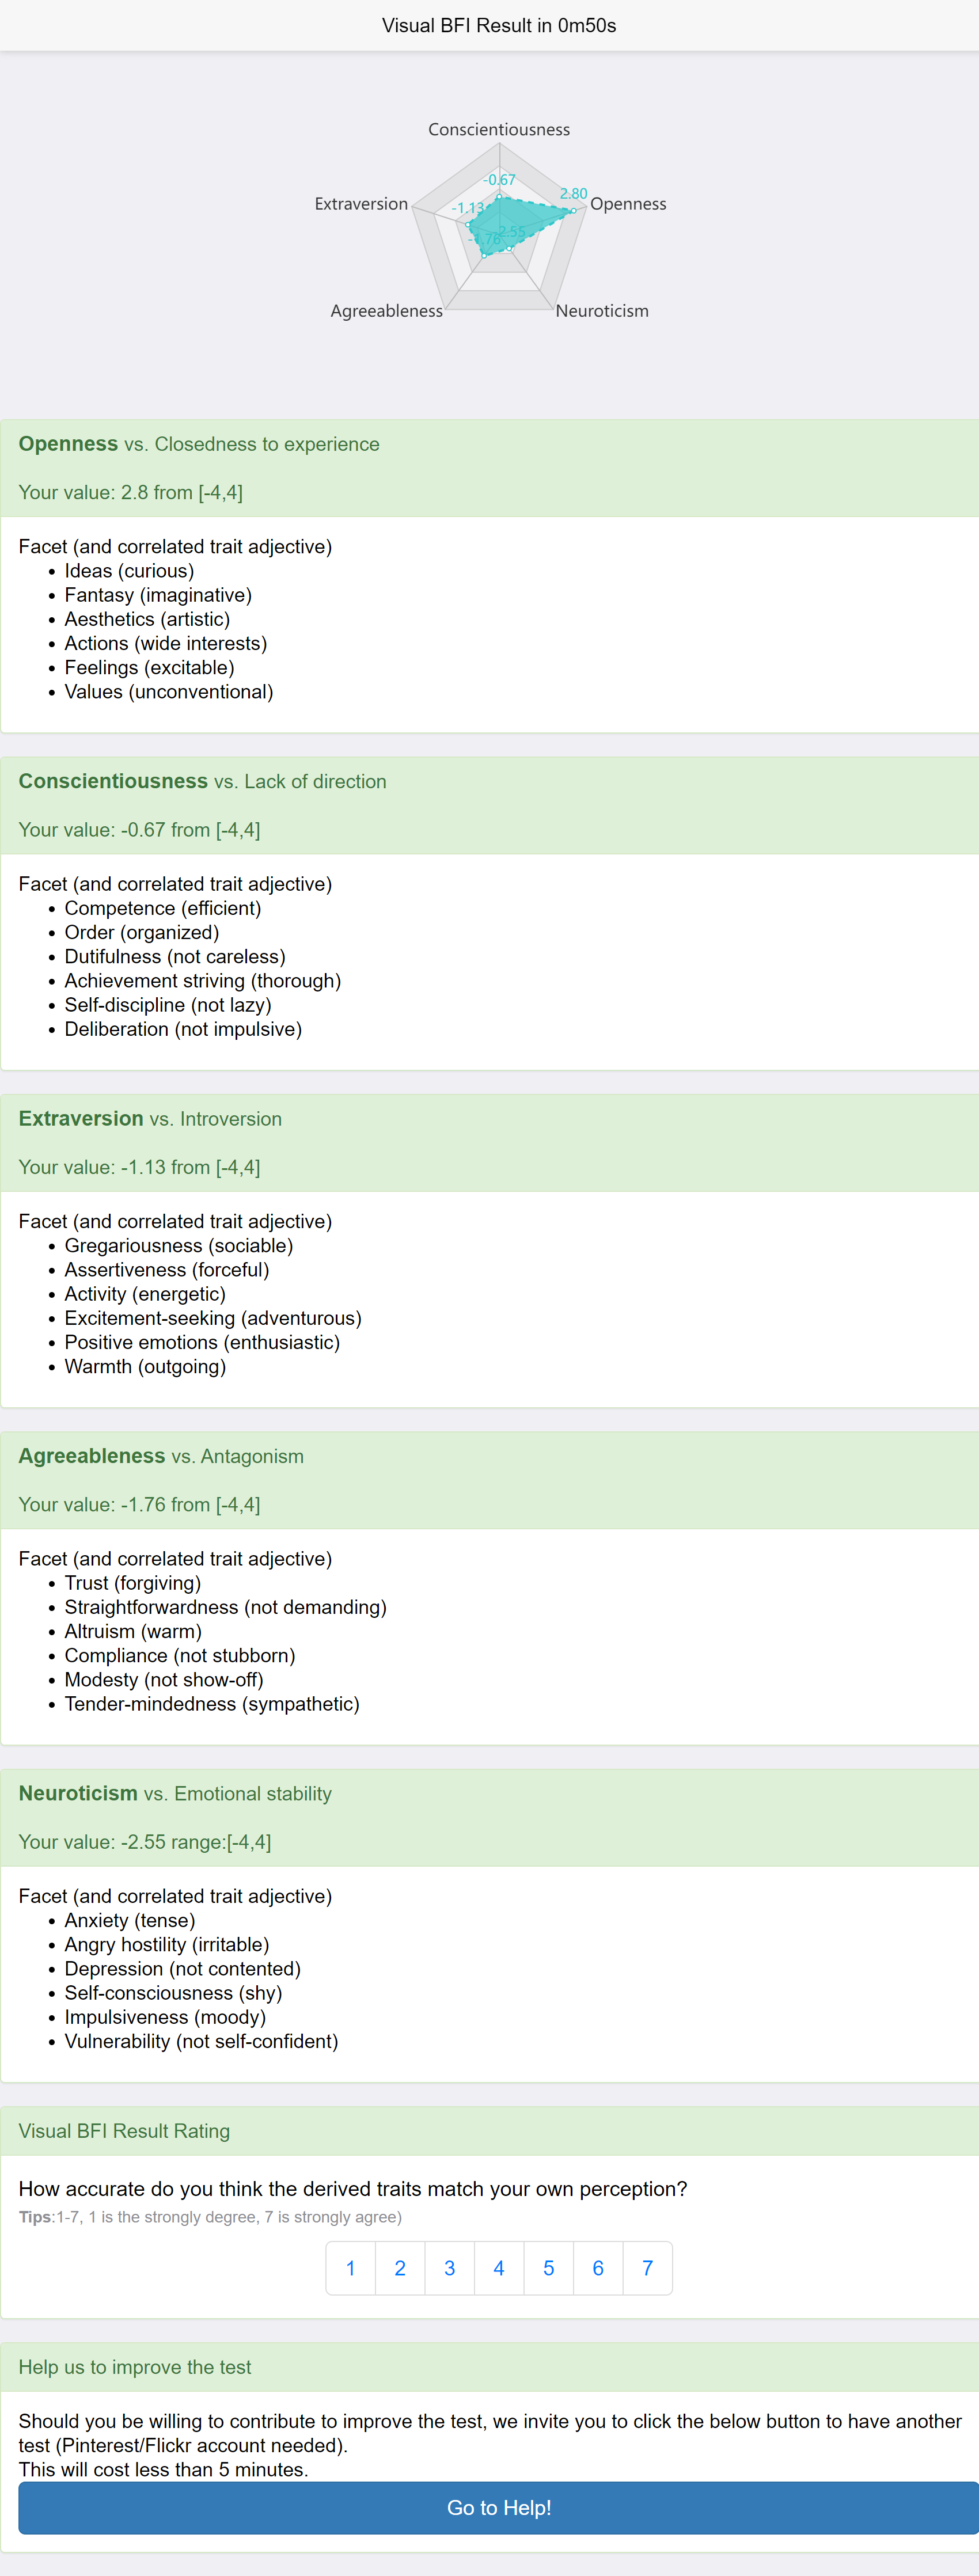 Visual BFI Result in 0m50s
Conscientiousness
-0.67
2.80
Extraversion
-1.13
Openness
-1.76
-2.55
Agreeableness
Neuroticism
Openness vs. Closedness to experience
Your value: 2.8 from [-4,4]
Facet (and correlated trait adjective)
• Ideas (curious)
• Fantasy (imaginative)
• Aesthetics (artistic)
• Actions (wide interests)
• Feelings (excitable)
• Values (unconventional)
Conscientiousness vs. Lack of direction
Your value: -0.67 from [-4,4]
Facet (and correlated trait adjective)
• Competence (efficient)
• Order (organized)
• Dutifulness (not careless)
• Achievement striving (thorough)
• Self-discipline (not lazy)
• Deliberation (not impulsive)
Extraversion vs. Introversion
Your value: -1.13 from [-4,4]
Facet (and correlated trait adjective)
• Gregariousness (sociable)
• Assertiveness (forceful)
• Activity (energetic)
• Excitement-seeking (adventurous)
• Positive emotions (enthusiastic)
• Warmth (outgoing)
Agreeableness vs. Antagonism
Your value: -1.76 from [-4,4]
Facet (and correlated trait adjective)
• Trust (forgiving)
• Straightforwardness (not demanding)
• Altruism (warm)
• Compliance (not stubborn)
• Modesty (not show-off)
• Tender-mindedness (sympathetic)
Neuroticism vs. Emotional stability
Your value: -2.55 range:[-4,4]
Facet (and correlated trait adjective)
• Anxiety (tense)
• Angry hostility (irritable)
• Depression (not contented)
• Self-consciousness (shy)
• Impulsiveness (moody)
• Vulnerability (not self-confident)
Visual BFI Result Rating
How accurate do you think the derived traits match your own perception?
Tips:1-7, 1 is the strongly degree, 7 is strongly agree)
1 2 3 4 5 6 7
Help us to improve the test
Should you be willing to contribute to improve the test, we invite you to click the below button to have another
test (Pinterest/Flickr account needed).
This will cost less than 5 minutes.
Go to Help!